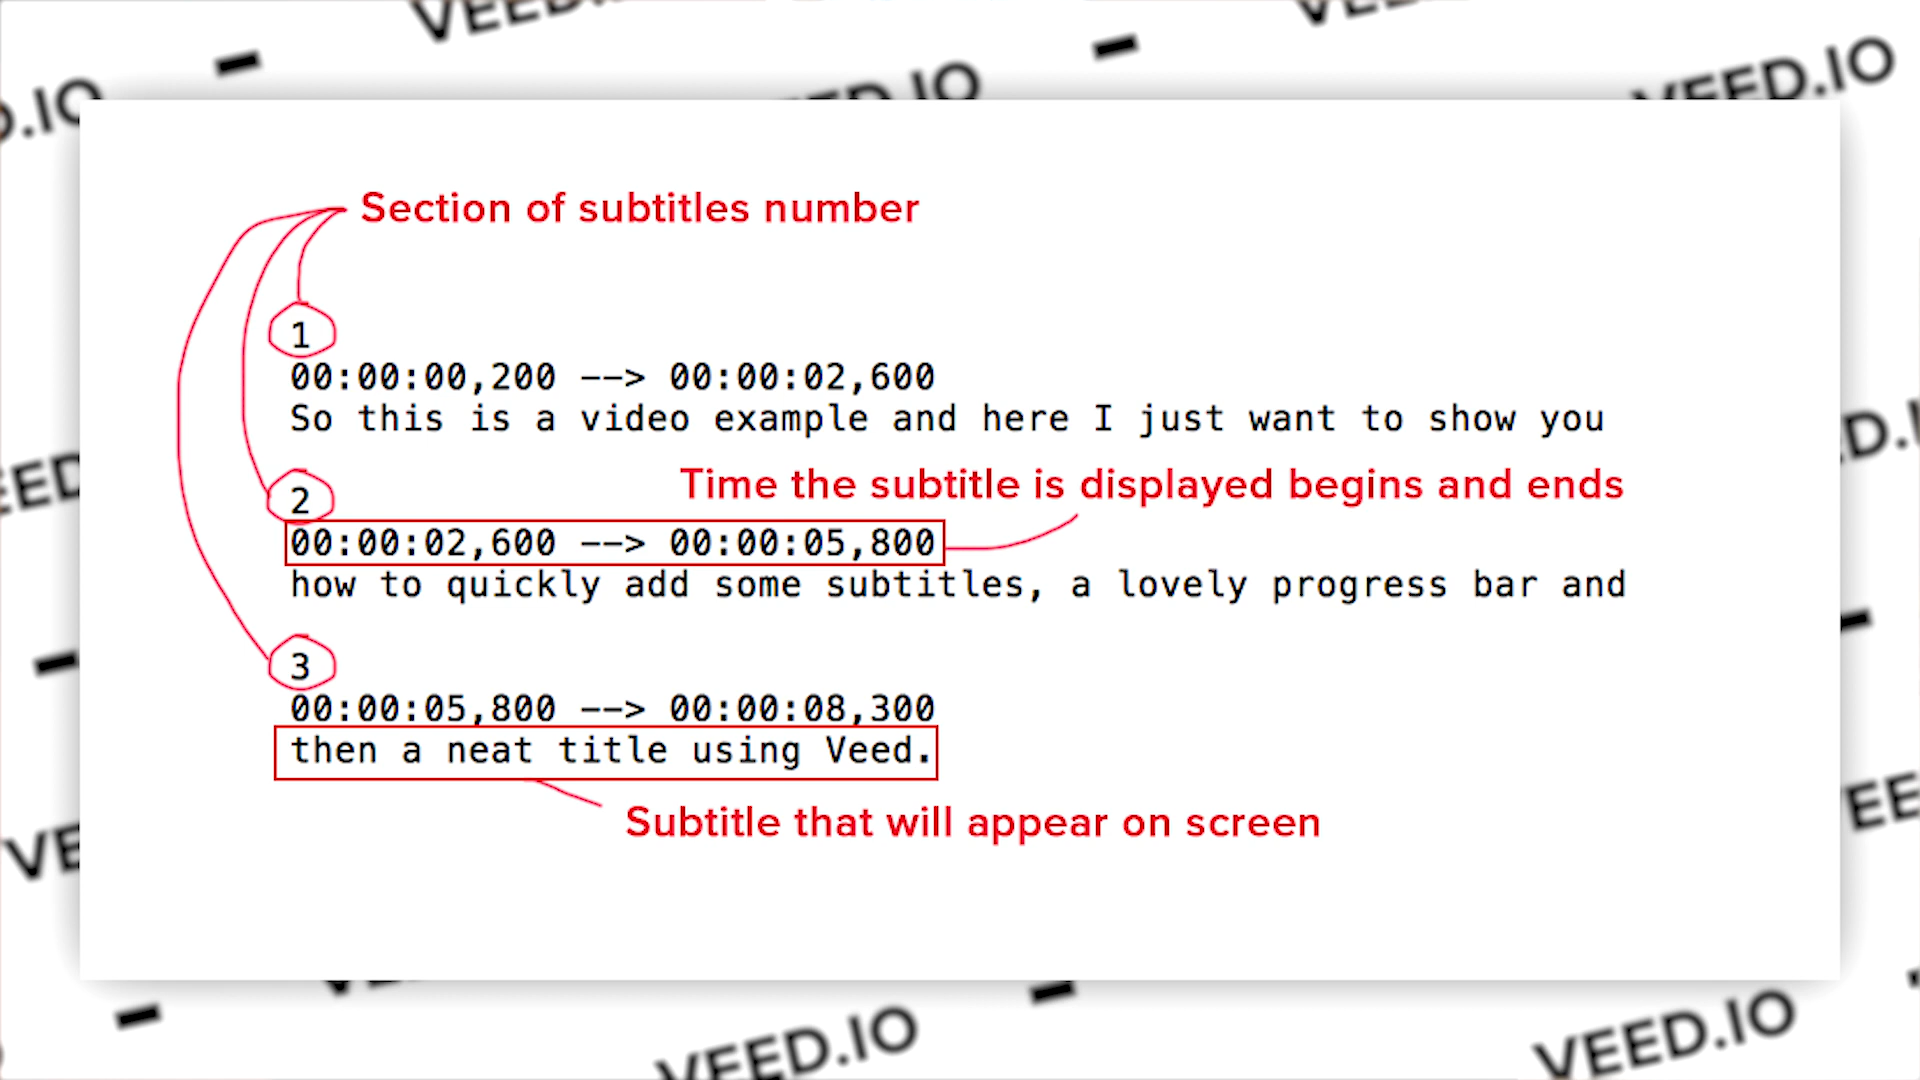 VEED.IO
VEED.IO
Section of subtitles number
1
00:00:00,200 --> 00:00:02,600
So this is a video example and here I just want to show you
Time the subtitle is displayed begins and ends
2
00:00:02,600 --> 00:00:05,800
how to quickly add some subtitles, a lovely progress bar and
3
00:00:05,800 --> 00:00:08,300
then a neat title using Veed.
Subtitle that will appear on screen
VEED.IO
VEED.IO